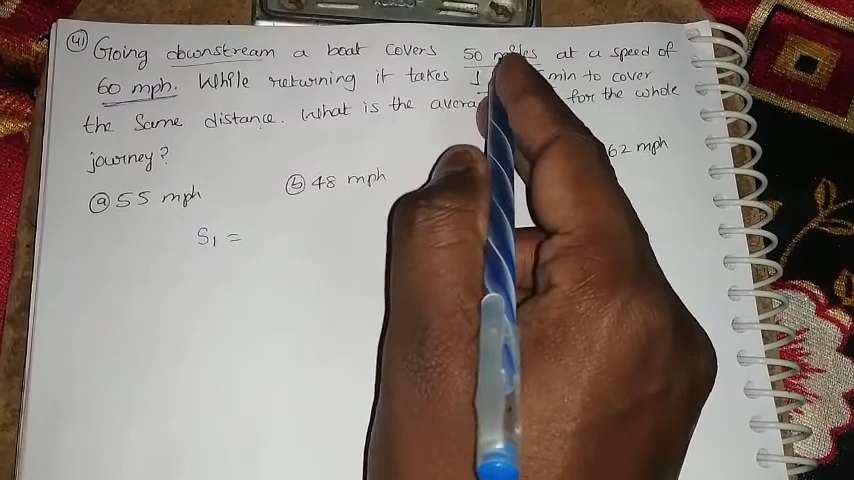 41 Going downstream a boat covers 50 miles at a speed of
60 mph. While returning it takes 1 min to cover
the same distance. What is the for the whole
journey?
a 55 mph b 48 mph 62 mph
S1 =